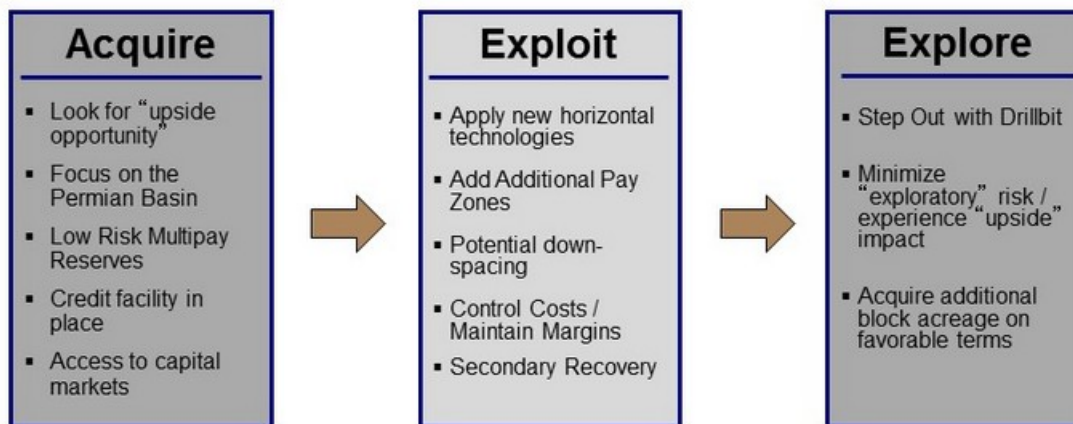 Acquire
▪ Look for “upside
opportunity”
▪ Focus on the
Permian Basin
▪ Low Risk Multipay
Reserves
▪ Credit facility in
place
▪ Access to capital
markets
Exploit
▪ Apply new horizontal
technologies
▪ Add Additional Pay
Zones
▪ Potential down-
spacing
▪ Control Costs /
Maintain Margins
▪ Secondary Recovery
Explore
▪ Step Out with Drillbit
▪ Minimize
“exploratory” risk /
experience “upside”
impact
▪ Acquire additional
block acreage on
favorable terms